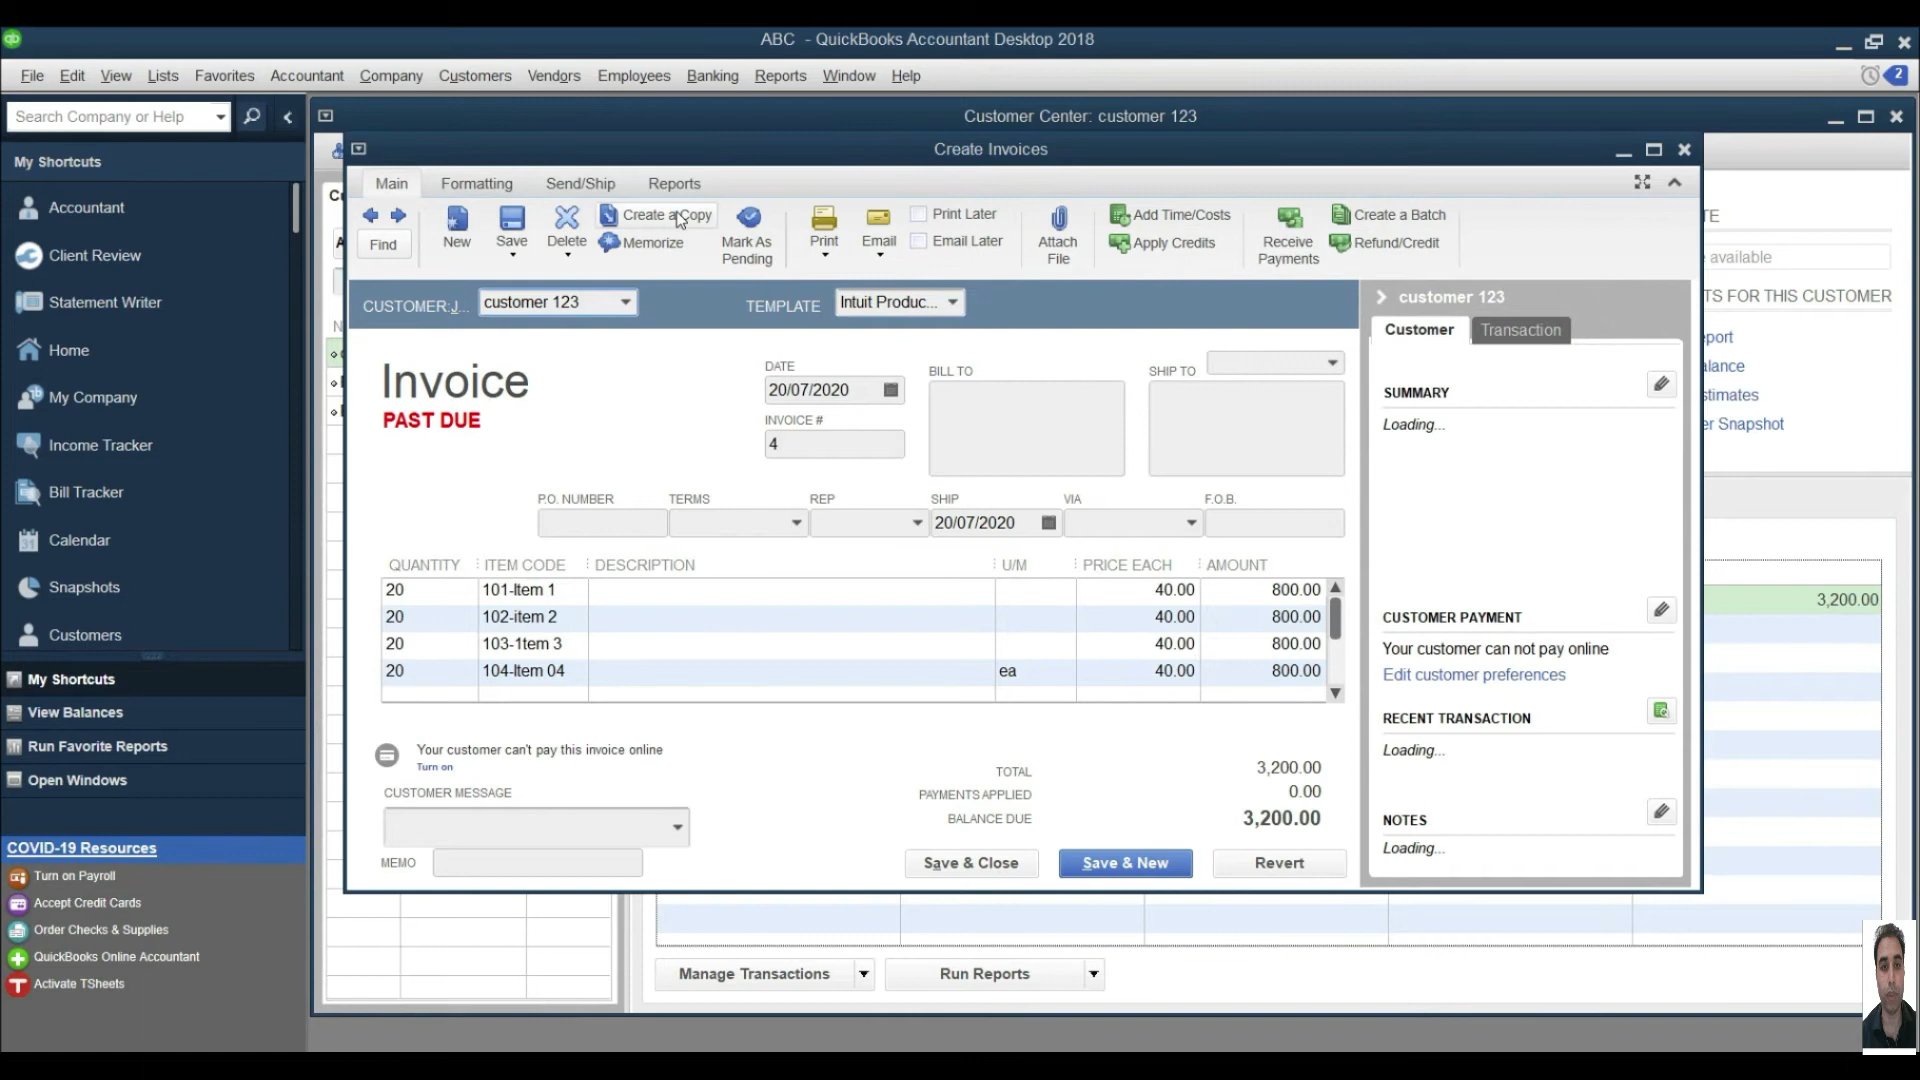 ABC - QuickBooks Accountant Desktop 2018
File Edit View Lists Favorites Accountant Company Customers Vendors Employees Banking Reports Window Help
2
Search Company or Help
My Shortcuts
Accountant
Client Review
Statement Writer
Home
My Company
Income Tracker
Bill Tracker
Calendar
Snapshots
Customers
My Shortcuts
View Balances
Run Favorite Reports
Open Windows
COVID-19 Resources
Turn on Payroll
Accept Credit Cards
Order Checks & Supplies
QuickBooks Online Accountant
Activate TSheets
Customer Center: customer 123
Create Invoices
Main Formatting Send/Ship Reports
Find
New
Save
Delete
Create a Copy
Memorize
Mark As
Pending
Print
Email
Print Later
Email Later
Attach
File
Add Time/Costs
Apply Credits
Receive
Payments
Create a Batch
Refund/Credit
CUSTOMER:J... customer 123 TEMPLATE Intuit Produc...
Invoice
PAST DUE
DATE
20/07/2020
INVOICE #
4
BILL TO
SHIP TO
P.O. NUMBER TERMS REP SHIP VIA F.O.B.
20/07/2020
QUANTITY ITEM CODE DESCRIPTION U/M PRICE EACH AMOUNT
20 101-Item 1 40.00 800.00
20 102-item 2 40.00 800.00
20 103-1tem 3 40.00 800.00
20 104-Item 04 ea 40.00 800.00
Your customer can't pay this invoice online
Turn on
CUSTOMER MESSAGE
MEMO
TOTAL 3,200.00
PAYMENTS APPLIED 0.00
BALANCE DUE 3,200.00
Save & Close Save & New Revert
customer 123
Customer Transaction
SUMMARY
Loading...
CUSTOMER PAYMENT
Your customer can not pay online
Edit customer preferences
RECENT TRANSACTION
Loading...
NOTES
Loading...
TE
e available
TS FOR THIS CUSTOMER
port
alance
stimates
er Snapshot
3,200.00
Manage Transactions Run Reports